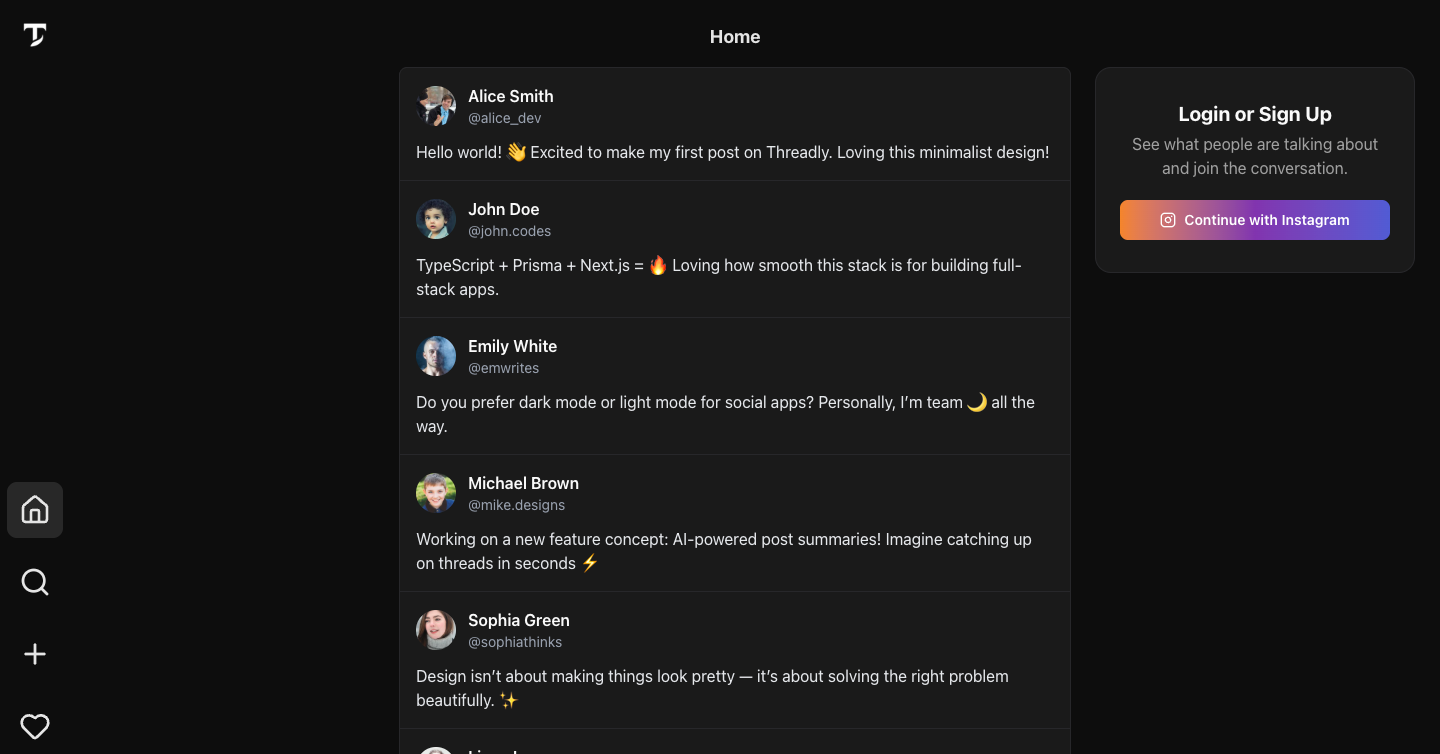 Home
Alice Smith
@alice_dev
Hello world! 👋 Excited to make my first post on Threadly. Loving this minimalist design!
John Doe
@john.codes
TypeScript + Prisma + Next.js = 🔥 Loving how smooth this stack is for building full-
stack apps.
Emily White
@emwrites
Do you prefer dark mode or light mode for social apps? Personally, I’m team 🌙 all the
way.
Michael Brown
@mike.designs
Working on a new feature concept: AI-powered post summaries! Imagine catching up
on threads in seconds ⚡
Sophia Green
@sophiathinks
Design isn’t about making things look pretty — it’s about solving the right problem
beautifully. ✨
Login or Sign Up
See what people are talking about
and join the conversation.
Continue with Instagram